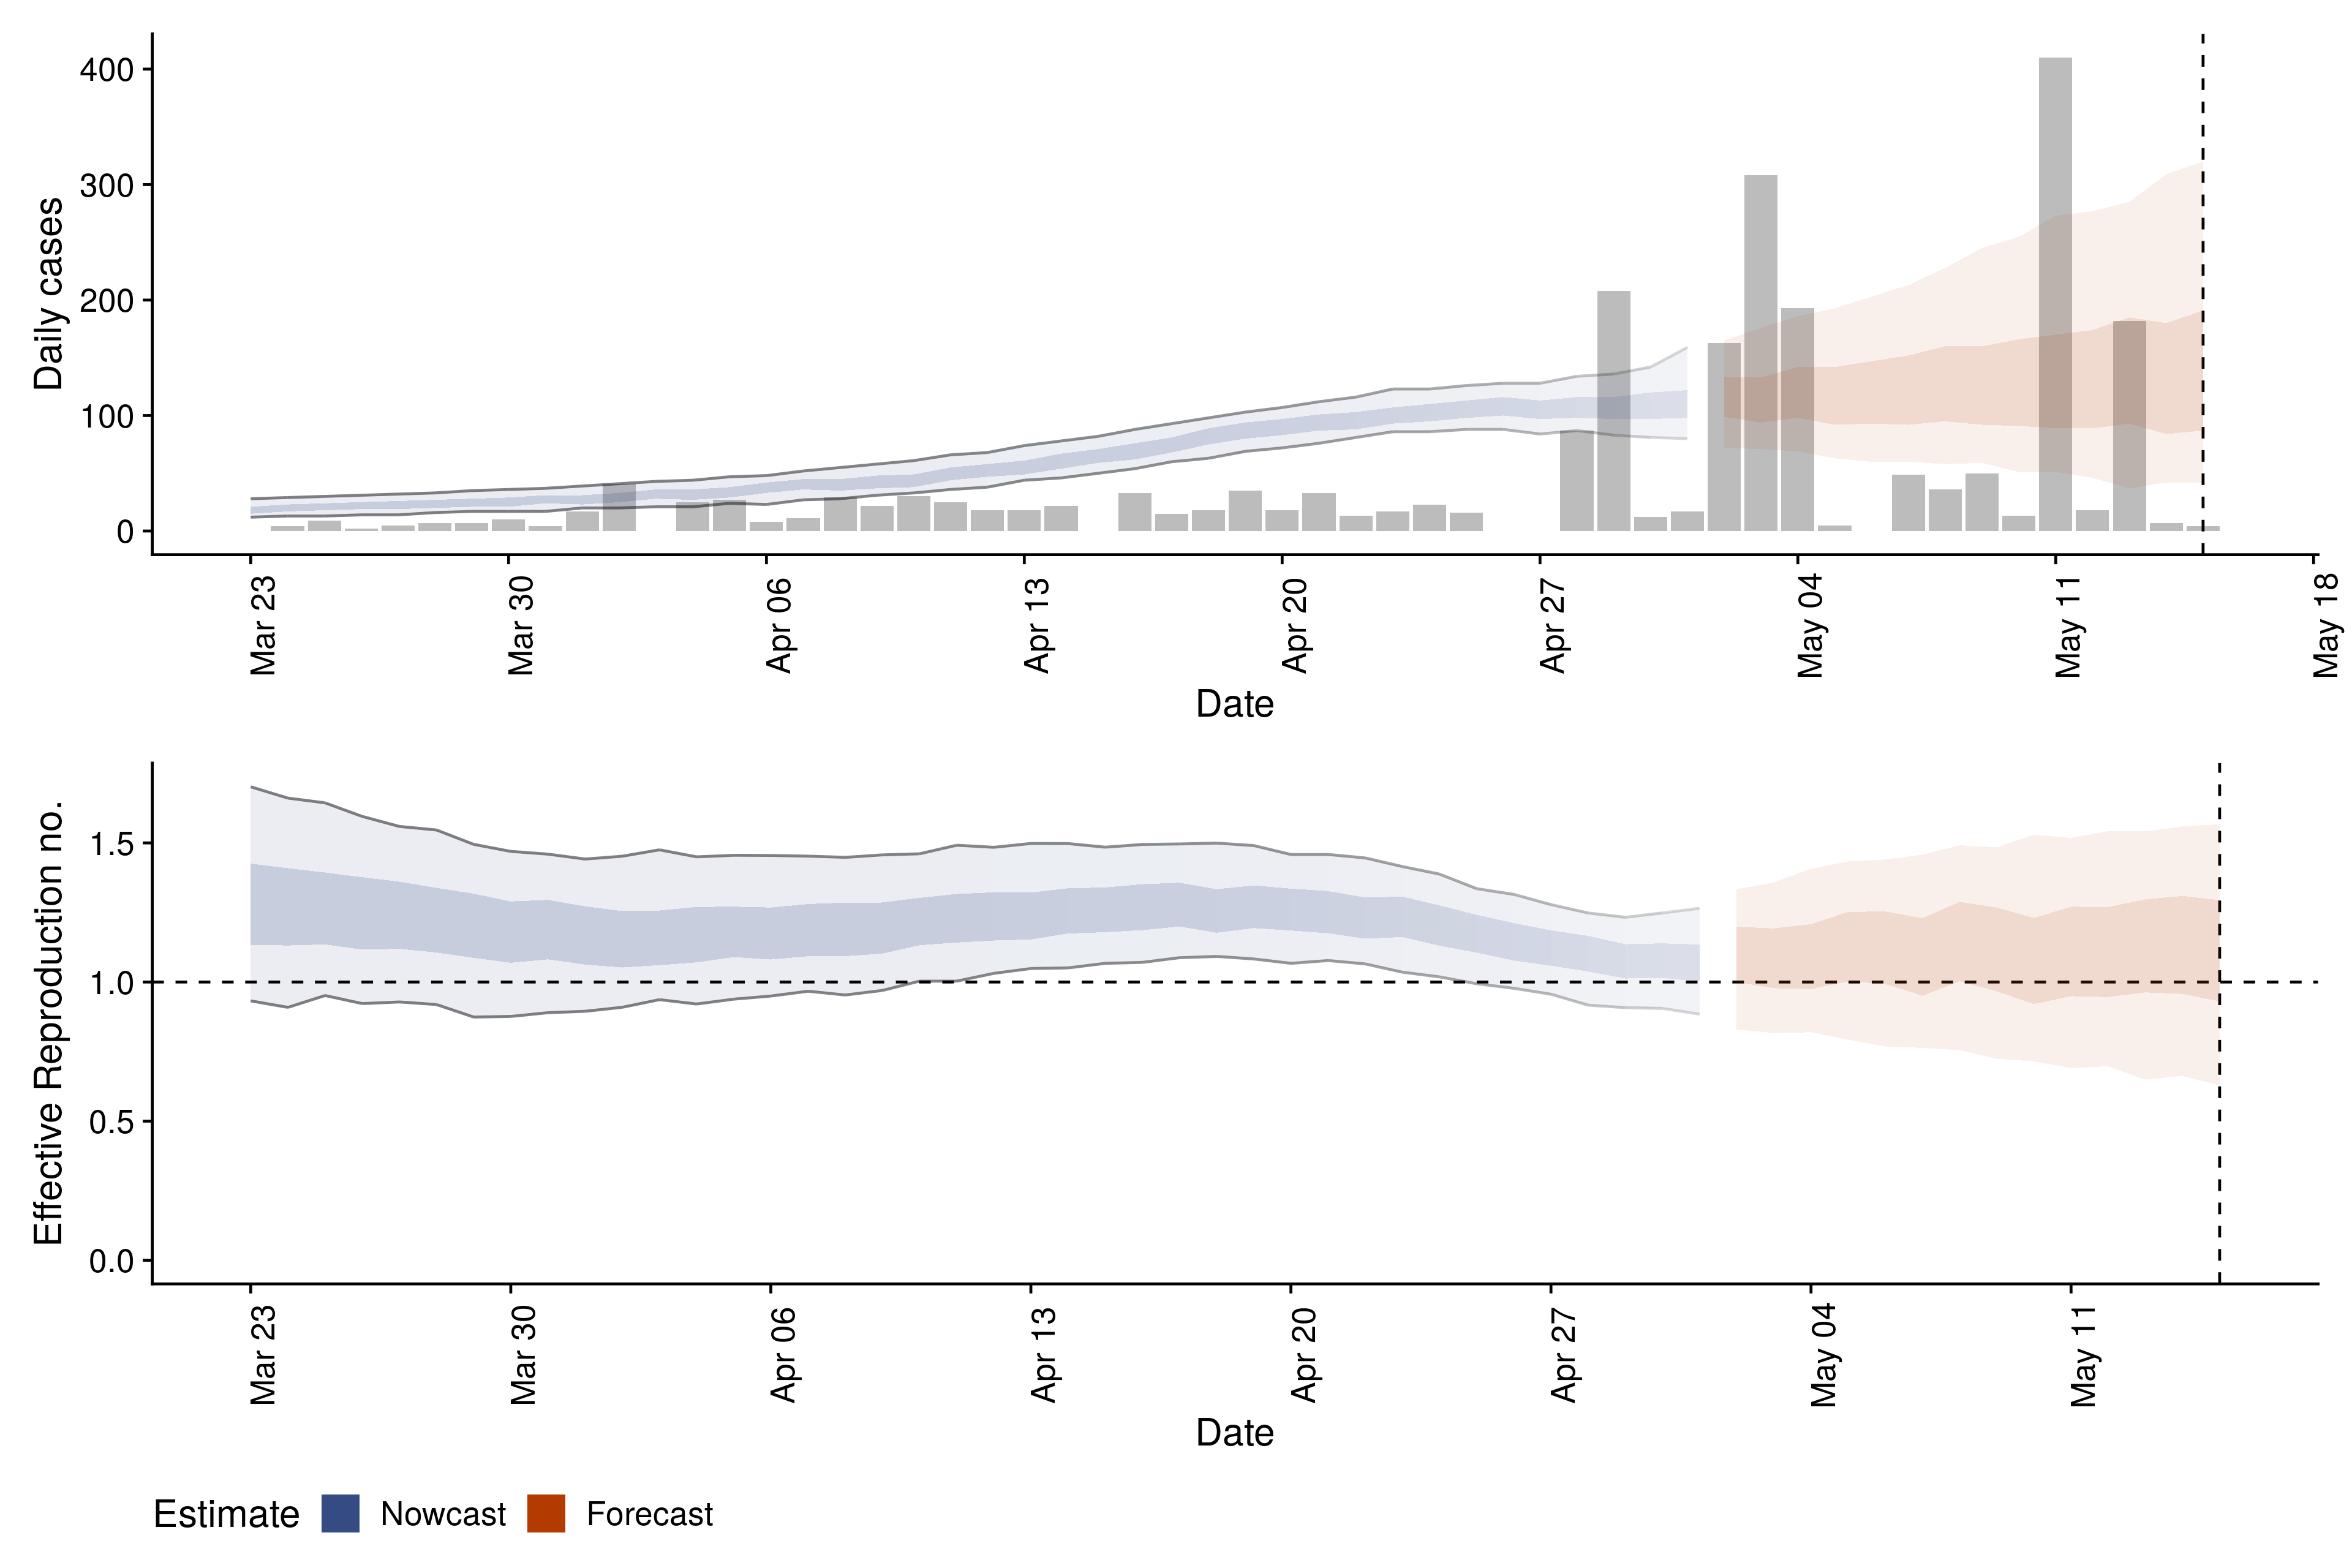 Daily cases
400
300
200
100
0
Mar 23
Mar 30
Apr 06
Apr 13
Apr 20
Apr 27
May 04
May 11
May 18
Date
Effective Reproduction no.
1.5
1.0
0.5
0.0
Mar 23
Mar 30
Apr 06
Apr 13
Apr 20
Apr 27
May 04
May 11
Date
Estimate Nowcast Forecast